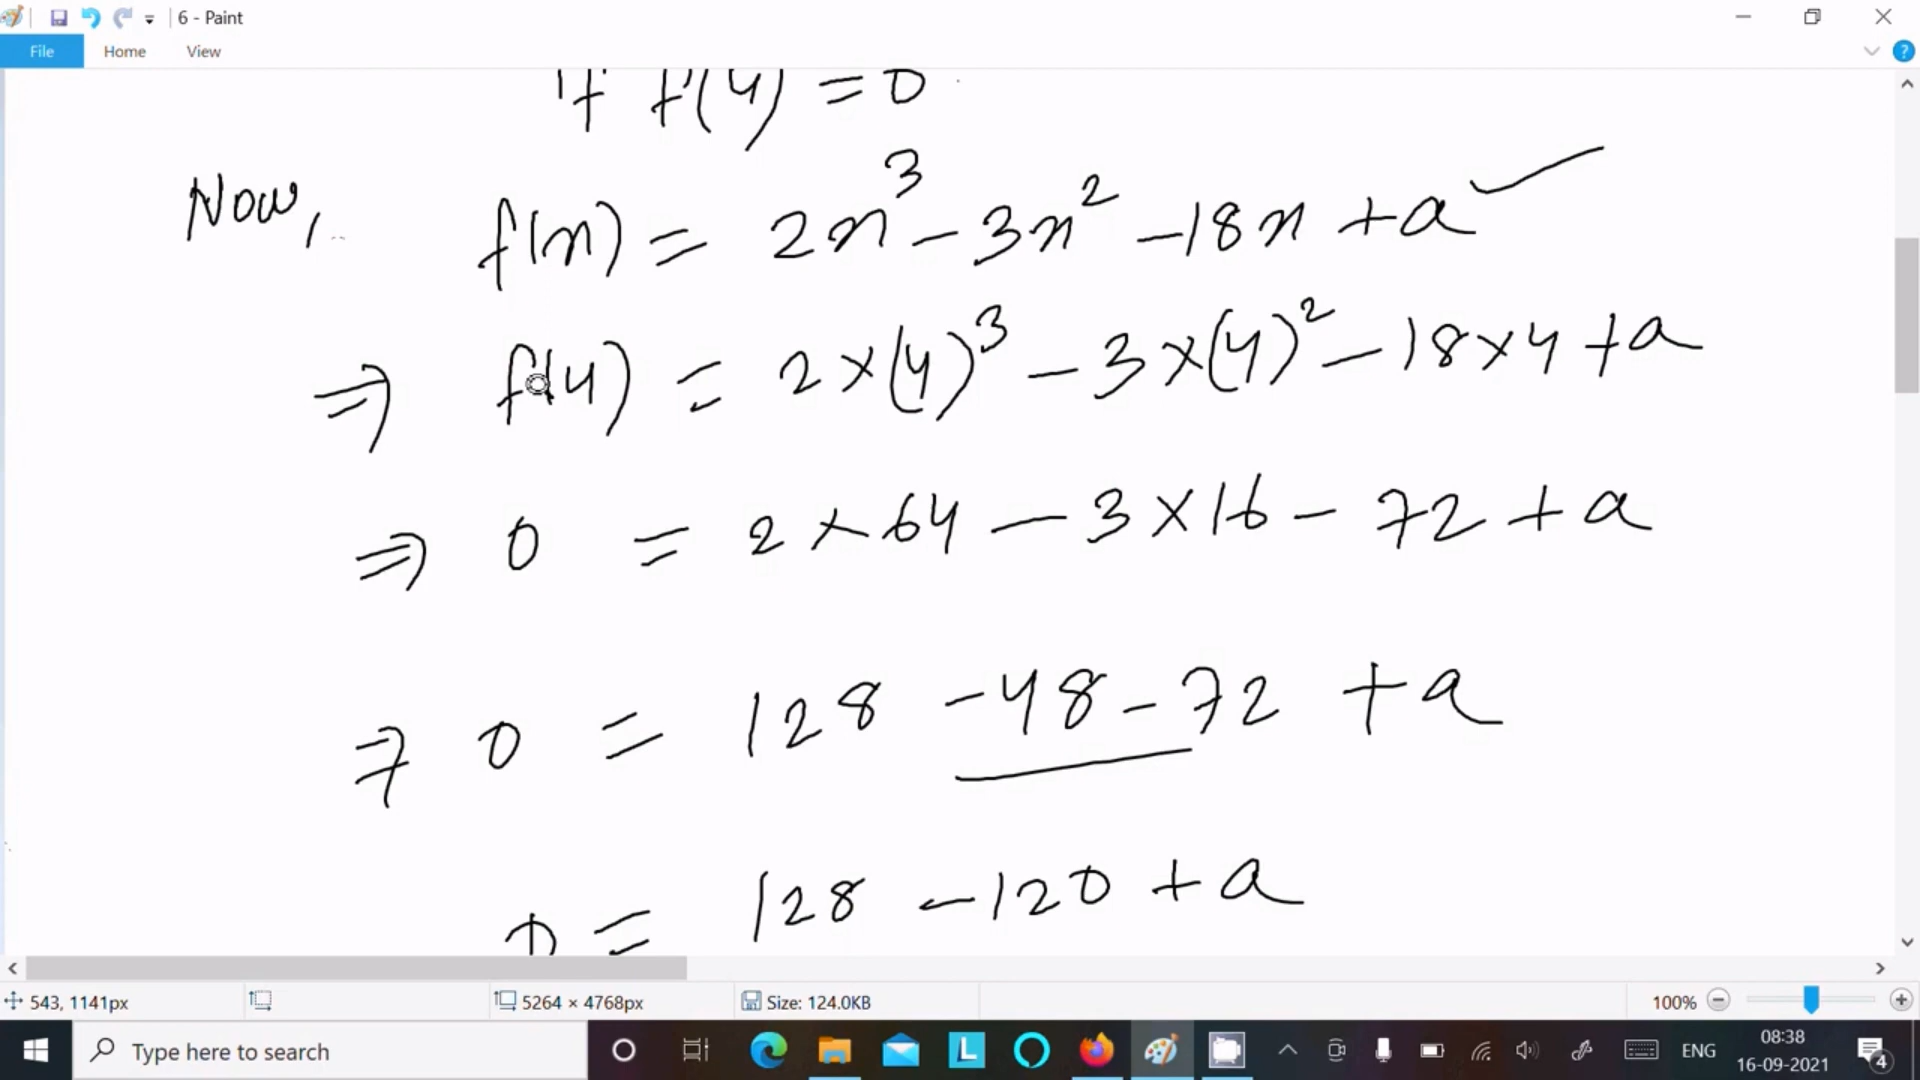 6 - Paint
File Home View
If f(4) = 0
Now, f(x) = 2x³ - 3x² - 18x + a
⇒ f(4) = 2 × (4)³ - 3 × (4)² - 18 × 4 + a
⇒ 0 = 2 × 64 - 3 × 16 - 72 + a
⇒ 0 = 128 - 48 - 72 + a
0 = 128 - 120 + a
543, 1141px 5264 × 4768px Size: 124.0KB 100%
Type here to search L ENG 08:38
16-09-2021 4